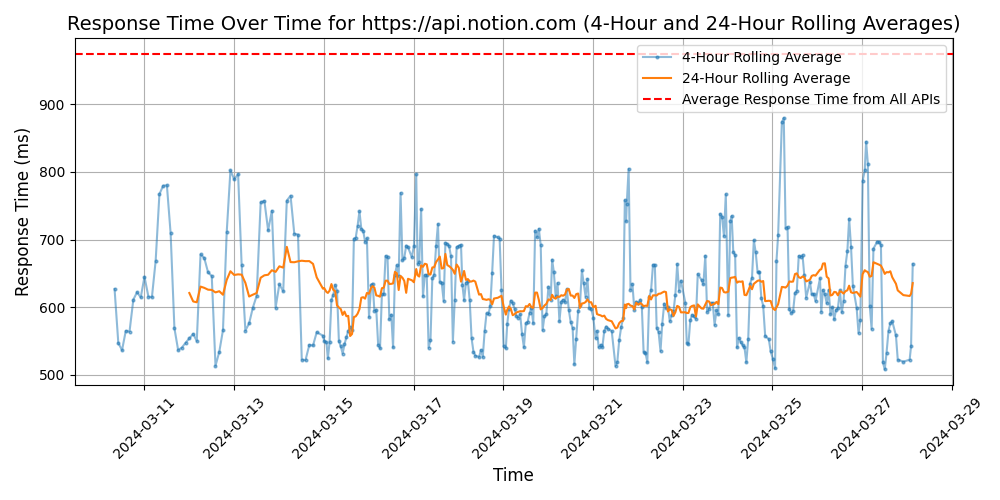 Response Time Over Time for https://api.notion.com (4-Hour and 24-Hour Rolling Averages)
4-Hour Rolling Average
24-Hour Rolling Average
Average Response Time from All APIs
Response Time (ms)
900
800
700
600
500
2024-03-11
2024-03-13
2024-03-15
2024-03-17
2024-03-19
2024-03-21
2024-03-23
2024-03-25
2024-03-27
2024-03-29
Time